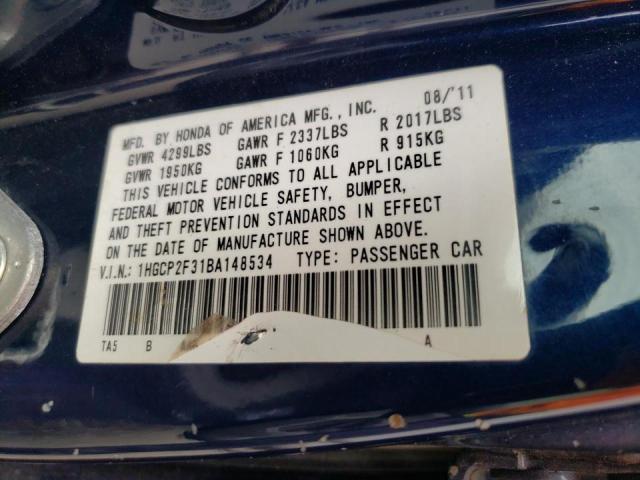 MFD. BY HONDA OF AMERICA MFG., INC. 08/'11
GVWR 4299LBS GAWR F 2337LBS R 2017LBS
GVWR 1950KG GAWR F 1060KG R 915KG
THIS VEHICLE CONFORMS TO ALL APPLICABLE
FEDERAL MOTOR VEHICLE SAFETY, BUMPER,
AND THEFT PREVENTION STANDARDS IN EFFECT
ON THE DATE OF MANUFACTURE SHOWN ABOVE.
V.I.N.: 1HGCP2F31BA148534 TYPE: PASSENGER CAR
TA5 B A